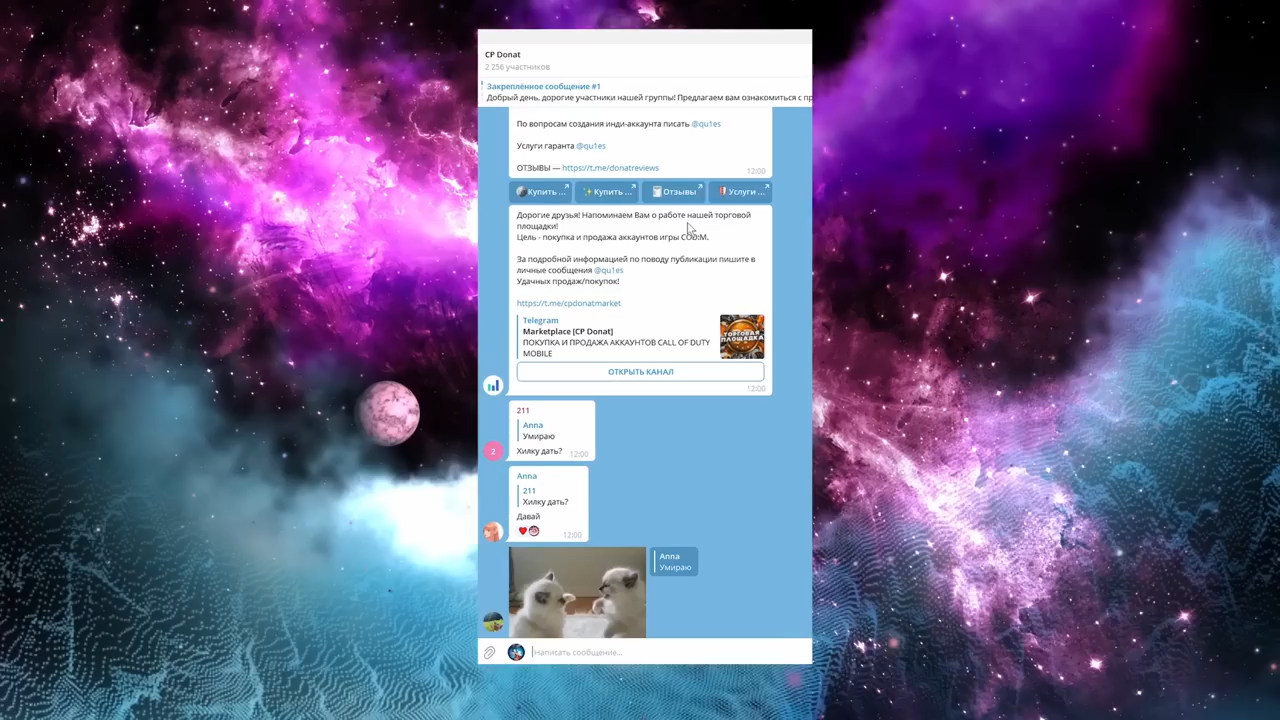 CP Donat
2 256 участников
Закреплённое сообщение #1
Добрый день, дорогие участники нашей группы! Предлагаем вам ознакомиться с пр
По вопросам создания инди-аккаунта писать @qu1es
Услуги гаранта @qu1es
ОТЗЫВЫ — https://t.me/donatreviews
12:00
Купить ... Купить ... Отзывы Услуги ...
Дорогие друзья! Напоминаем Вам о работе нашей торговой
площадки!
Цель - покупка и продажа аккаунтов игры COD:M.
За подробной информацией по поводу публикации пишите в
личные сообщения @qu1es
Удачных продаж/покупок!
https://t.me/cpdonatmarket
Telegram
Marketplace [CP Donat]
ПОКУПКА И ПРОДАЖА АККАУНТОВ CALL OF DUTY
MOBILE
ТОРГОВАЯ
ПЛОЩАДКА
ОТКРЫТЬ КАНАЛ
12:00
211
Anna
Умираю
Хилку дать? 12:00
2
Anna
211
Хилку дать?
Давай
12:00
Anna
Умираю
Написать сообщение...